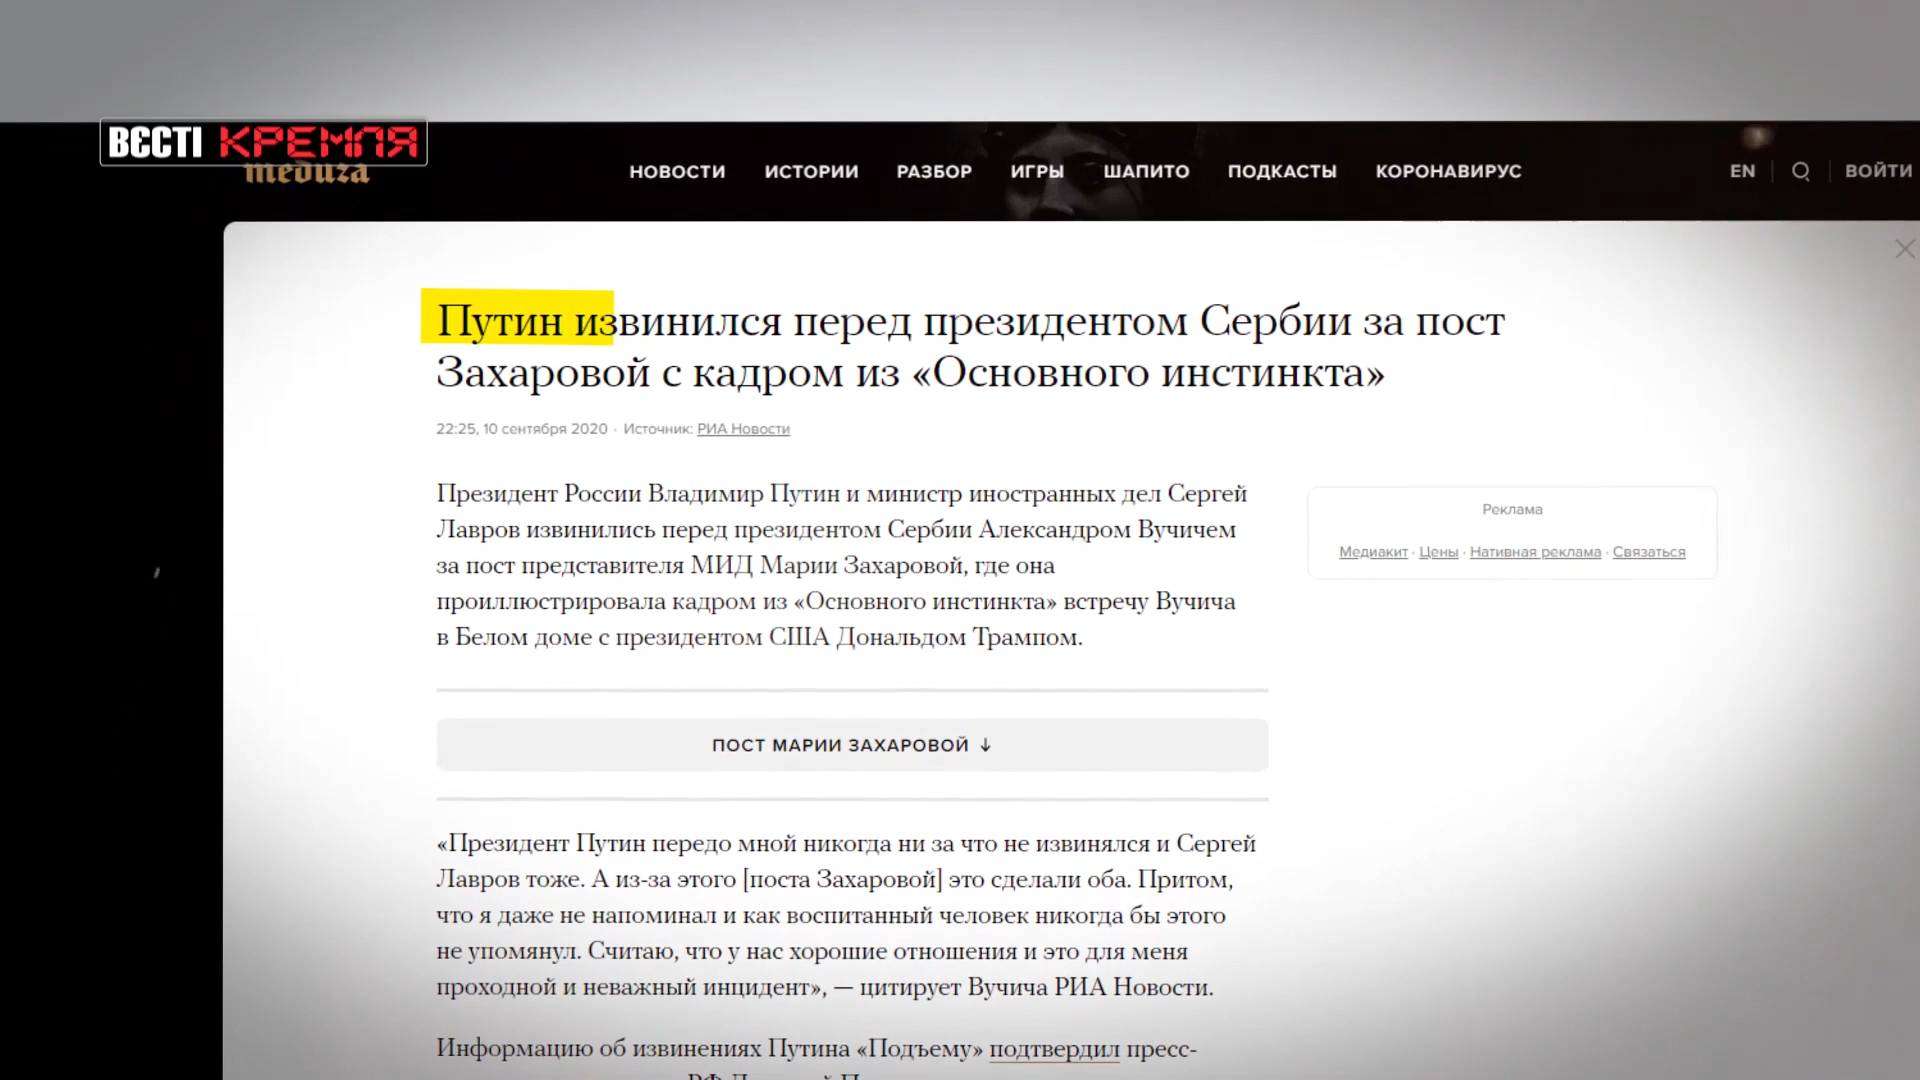 ВЄСТІ КРЕМЛЯ
meduza
НОВОСТИ ИСТОРИИ РАЗБОР ИГРЫ ШАПИТО ПОДКАСТЫ КОРОНАВИРУС EN ВОЙТИ
Путин извинился перед президентом Сербии за пост
Захаровой с кадром из «Основного инстинкта»
22:25, 10 сентября 2020 · Источник: РИА Новости
Президент России Владимир Путин и министр иностранных дел Сергей
Лавров извинились перед президентом Сербии Александром Вучичем
за пост представителя МИД Марии Захаровой, где она
проиллюстрировала кадром из «Основного инстинкта» встречу Вучича
в Белом доме с президентом США Дональдом Трампом.
Реклама
Медиакит · Цены · Нативная реклама · Связаться
ПОСТ МАРИИ ЗАХАРОВОЙ ↓
«Президент Путин передо мной никогда ни за что не извинялся и Сергей
Лавров тоже. А из-за этого [поста Захаровой] это сделали оба. Притом,
что я даже не напоминал и как воспитанный человек никогда бы этого
не упомянул. Считаю, что у нас хорошие отношения и это для меня
проходной и неважный инцидент», — цитирует Вучича РИА Новости.
Информацию об извинениях Путина «Подъему» подтвердил пресс-